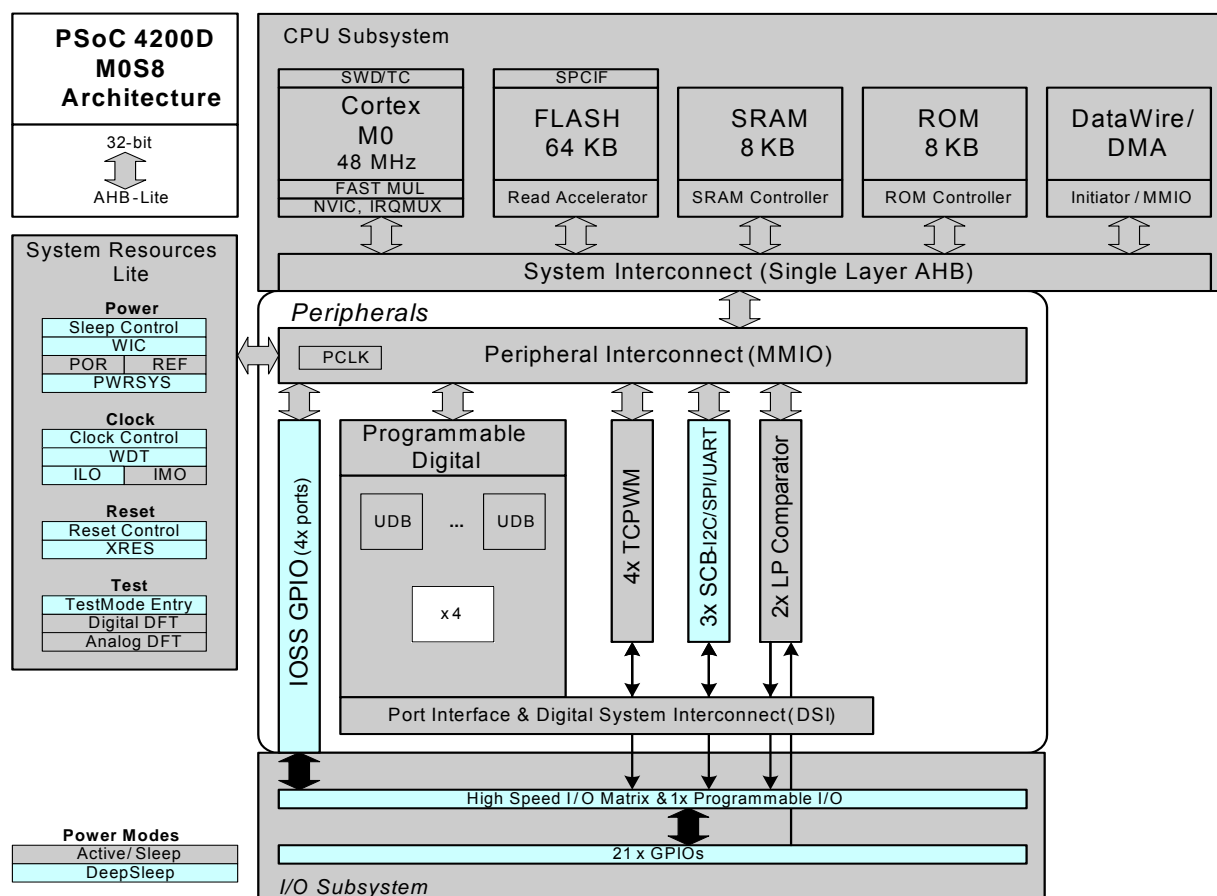 PSoC 4200D
M0S8
Architecture
32-bit
AHB-Lite
CPU Subsystem
SWD/TC
Cortex
M0
48 MHz
FAST MUL
NVIC, IRQMUX
SPCIF
FLASH
64 KB
Read Accelerator
SRAM
8 KB
SRAM Controller
ROM
8 KB
ROM Controller
DataWire/
DMA
Initiator / MMIO
System Interconnect (Single Layer AHB)
System Resources
Lite
Power
Sleep Control
WIC
POR REF
PWRSYS
Clock
Clock Control
WDT
ILO IMO
Reset
Reset Control
XRES
Test
TestMode Entry
Digital DFT
Analog DFT
Peripherals
PCLK
Peripheral Interconnect (MMIO)
IOSS GPIO (4x ports)
Programmable
Digital
UDB ... UDB
x 4
4x TCPWM
3x SCB-I2C/SPI/UART
2x LP Comparator
Port Interface & Digital System Interconnect (DSI)
High Speed I/O Matrix & 1x Programmable I/O
21 x GPIOs
I/O Subsystem
Power Modes
Active/ Sleep
DeepSleep